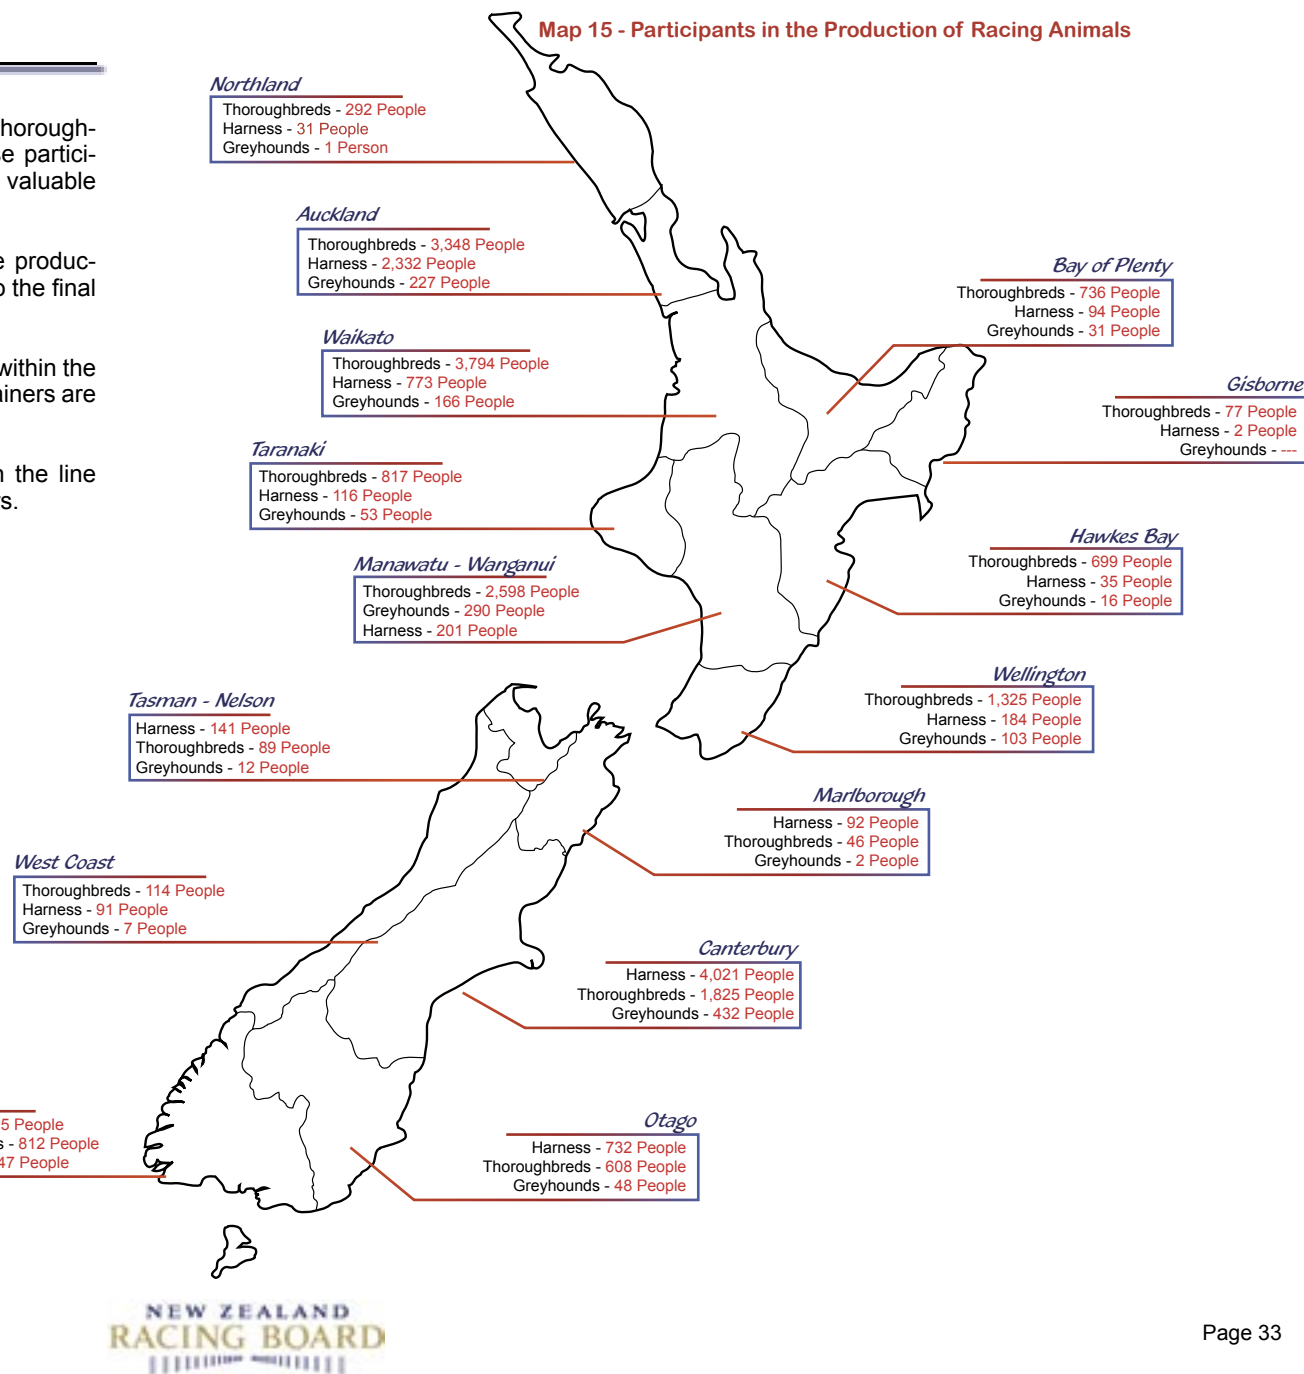 Map 15 - Participants in the Production of Racing Animals
horough-
e partici-
valuable
e produc-
o the final
within the
ainers are
n the line
rs.
Northland
Thoroughbreds - 292 People
Harness - 31 People
Greyhounds - 1 Person
Auckland
Thoroughbreds - 3,348 People
Harness - 2,332 People
Greyhounds - 227 People
Bay of Plenty
Thoroughbreds - 736 People
Harness - 94 People
Greyhounds - 31 People
Waikato
Thoroughbreds - 3,794 People
Harness - 773 People
Greyhounds - 166 People
Gisborne
Thoroughbreds - 77 People
Harness - 2 People
Greyhounds - ---
Taranaki
Thoroughbreds - 817 People
Harness - 116 People
Greyhounds - 53 People
Hawkes Bay
Thoroughbreds - 699 People
Harness - 35 People
Greyhounds - 16 People
Manawatu - Wanganui
Thoroughbreds - 2,598 People
Greyhounds - 290 People
Harness - 201 People
Wellington
Thoroughbreds - 1,325 People
Harness - 184 People
Greyhounds - 103 People
Tasman - Nelson
Harness - 141 People
Thoroughbreds - 89 People
Greyhounds - 12 People
Marlborough
Harness - 92 People
Thoroughbreds - 46 People
Greyhounds - 2 People
West Coast
Thoroughbreds - 114 People
Harness - 91 People
Greyhounds - 7 People
Canterbury
Harness - 4,021 People
Thoroughbreds - 1,825 People
Greyhounds - 432 People
5 People
s - 812 People
47 People
Otago
Harness - 732 People
Thoroughbreds - 608 People
Greyhounds - 48 People
NEW ZEALAND
RACING BOARD
Page 33